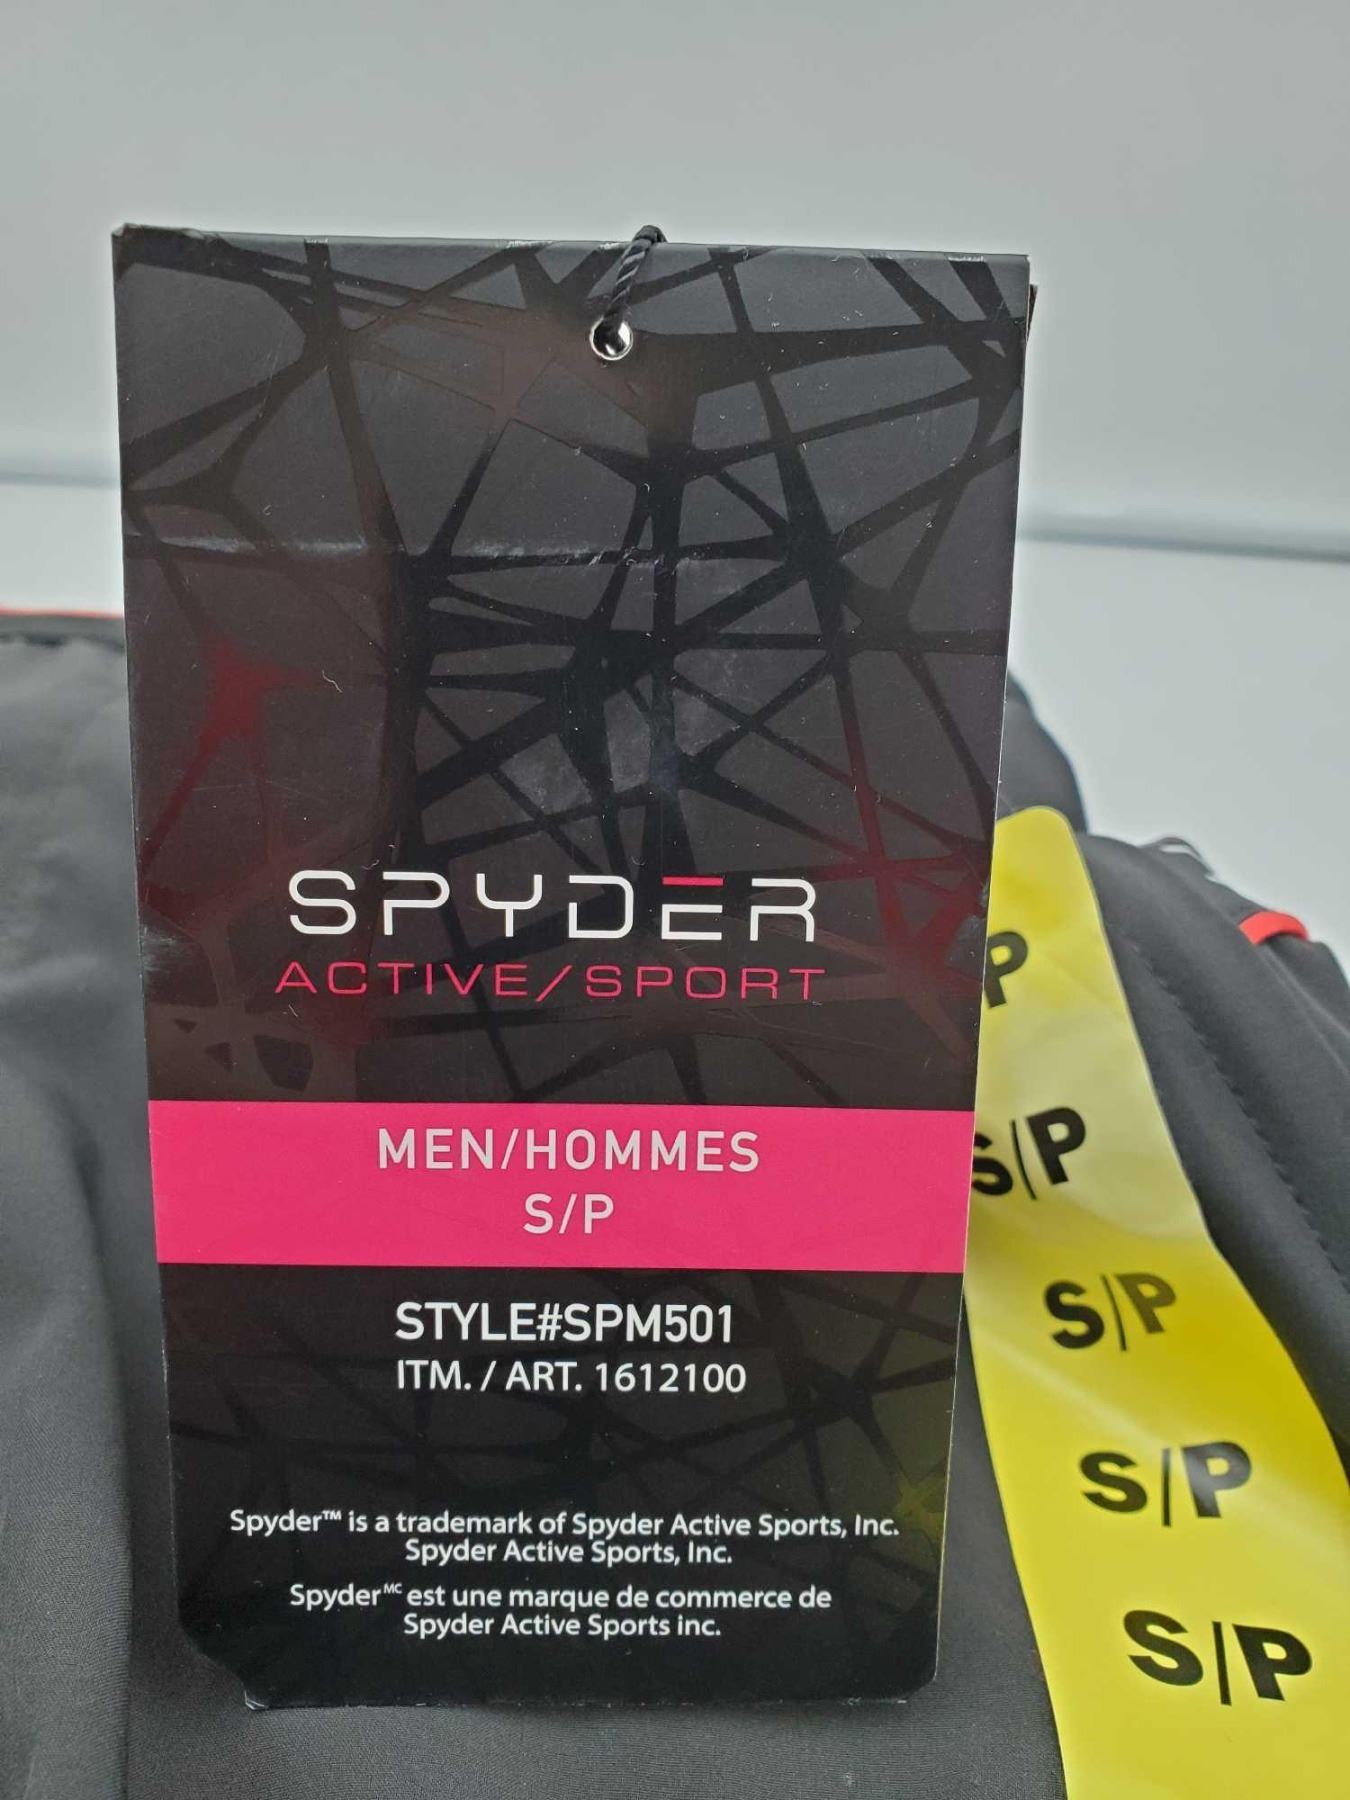 SPYDER
ACTIVE/SPORT
MEN/HOMMES
S/P
STYLE#SPM501
ITM. / ART. 1612100
Spyder™ is a trademark of Spyder Active Sports, Inc.
Spyder Active Sports, Inc.
Spyder MC est une marque de commerce de
Spyder Active Sports inc.
P
S/P
S/P
S/P
S/P